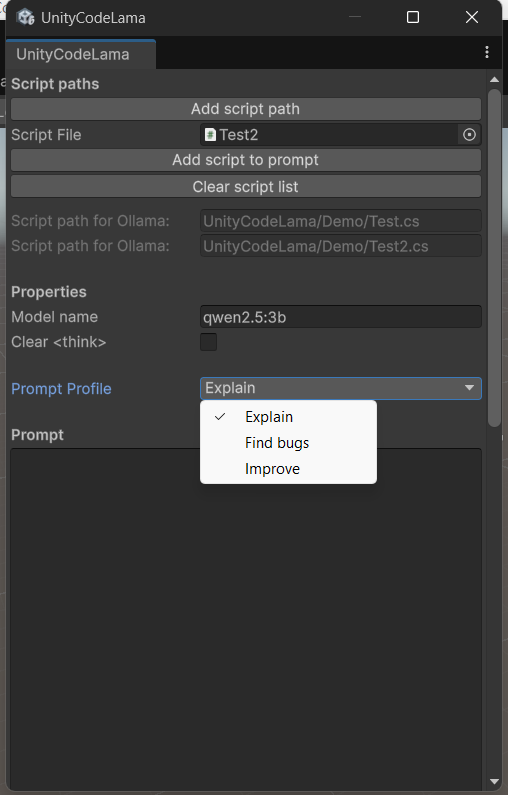 UnityCodeLama
UnityCodeLama
Script paths
Add script path
Script File Test2
Add script to prompt
Clear script list
Script path for Ollama: UnityCodeLama/Demo/Test.cs
Script path for Ollama: UnityCodeLama/Demo/Test2.cs
Properties
Model name qwen2.5:3b
Clear <think>
Prompt Profile Explain
Explain
Find bugs
Improve
Prompt